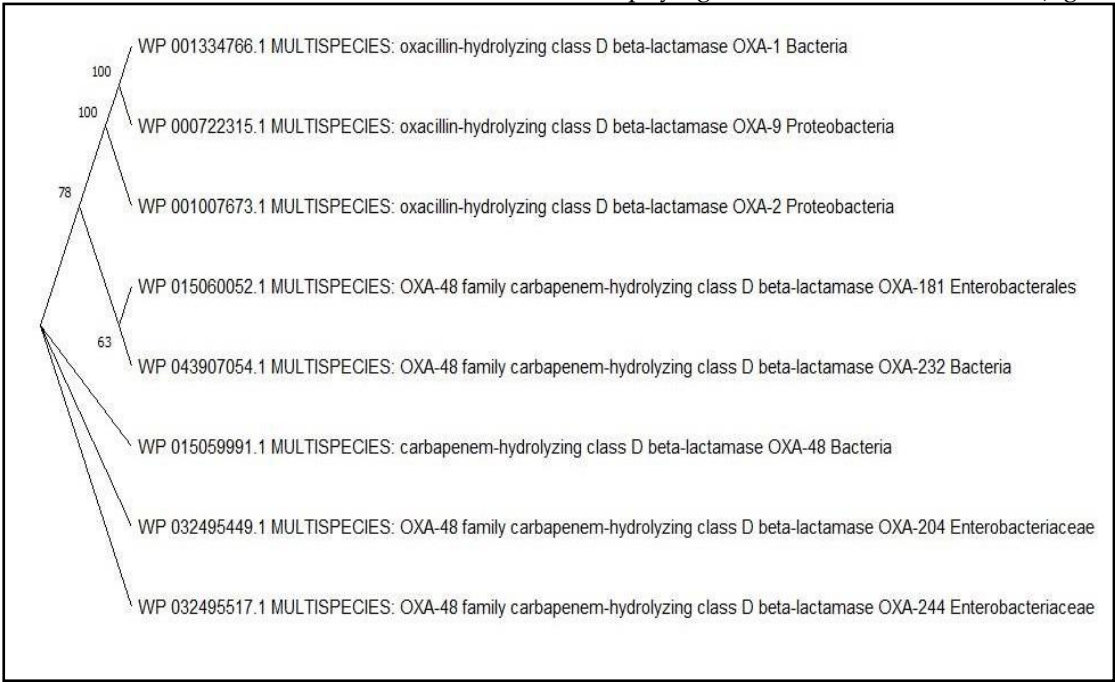 WP 001334766.1 MULTISPECIES: oxacillin-hydrolyzing class D beta-lactamase OXA-1 Bacteria
100
100
WP 000722315.1 MULTISPECIES: oxacillin-hydrolyzing class D beta-lactamase OXA-9 Proteobacteria
78
WP 001007673.1 MULTISPECIES: oxacillin-hydrolyzing class D beta-lactamase OXA-2 Proteobacteria
WP 015060052.1 MULTISPECIES: OXA-48 family carbapenem-hydrolyzing class D beta-lactamase OXA-181 Enterobacterales
63
WP 043907054.1 MULTISPECIES: OXA-48 family carbapenem-hydrolyzing class D beta-lactamase OXA-232 Bacteria
WP 015059991.1 MULTISPECIES: carbapenem-hydrolyzing class D beta-lactamase OXA-48 Bacteria
WP 032495449.1 MULTISPECIES: OXA-48 family carbapenem-hydrolyzing class D beta-lactamase OXA-204 Enterobacteriaceae
WP 032495517.1 MULTISPECIES: OXA-48 family carbapenem-hydrolyzing class D beta-lactamase OXA-244 Enterobacteriaceae